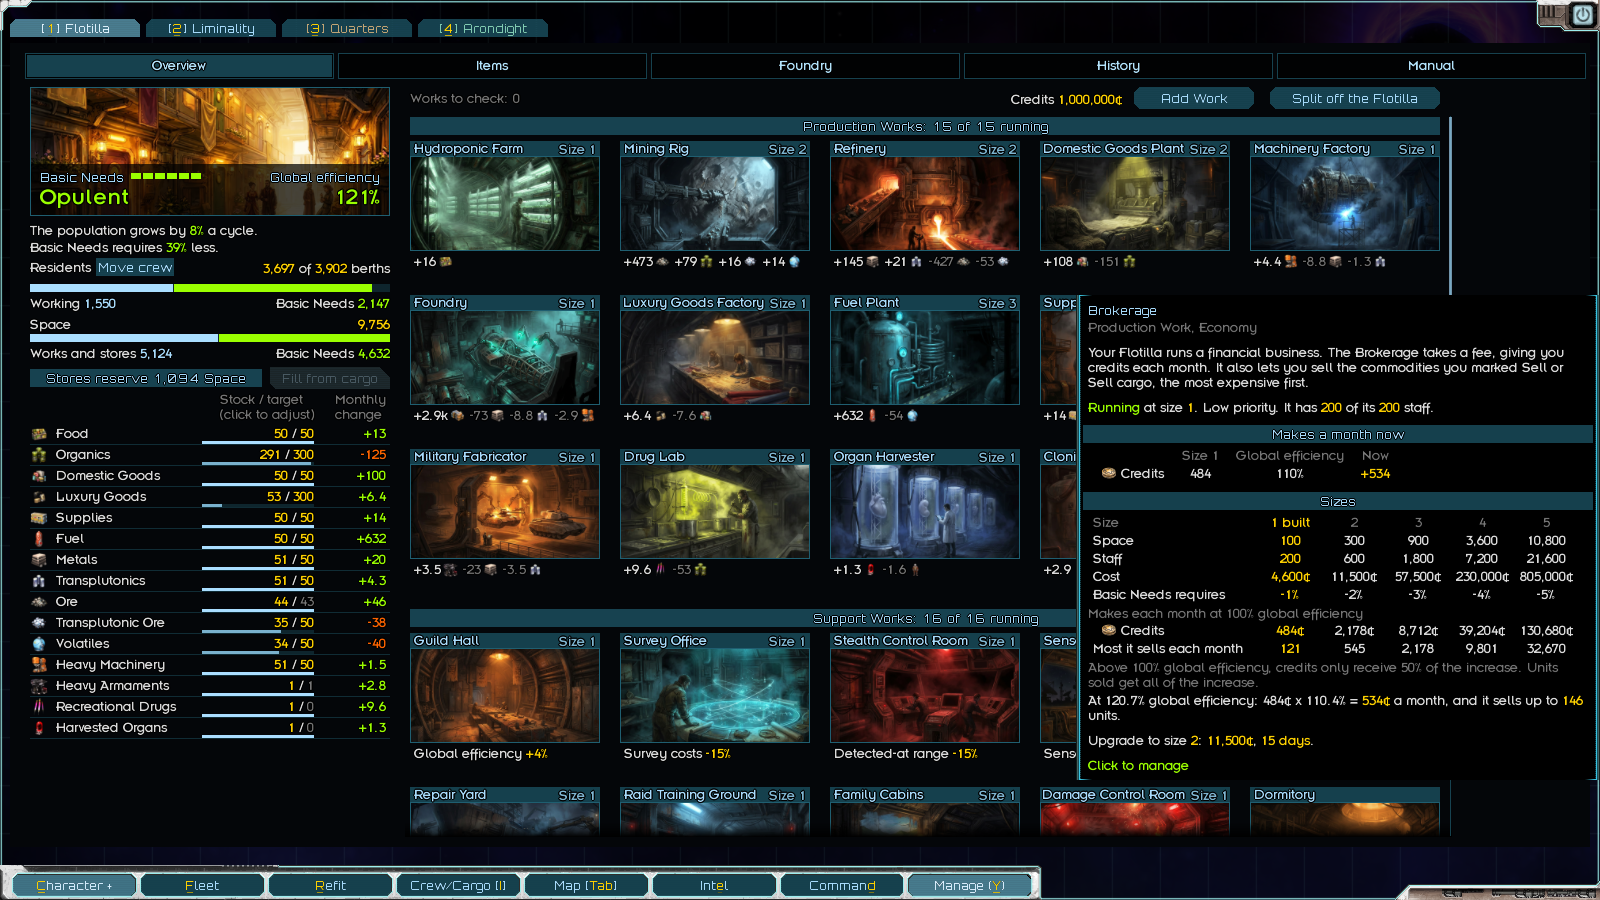 [1] Flotilla
[2] Liminality
[3] Quarters
[4] Arondight
Overview
Items
Foundry
History
Manual
Basic Needs
Global efficiency
Opulent
121%
The population grows by 8% a cycle.
Basic Needs requires 39% less.
Residents Move crew 3,697 of 3,902 berths
Working 1,550 Basic Needs 2,147
Space 9,756
Works and stores 5,124 Basic Needs 4,632
Stores reserve 1,094 Space
Fill from cargo
Stock / target Monthly
(click to adjust) change
Food 50 / 50 +13
Organics 291 / 300 -125
Domestic Goods 50 / 50 +100
Luxury Goods 53 / 300 +6.4
Supplies 50 / 50 +14
Fuel 50 / 50 +632
Metals 51 / 50 +20
Transplutonics 51 / 50 +4.3
Ore 44 / 43 +46
Transplutonic Ore 35 / 50 -38
Volatiles 34 / 50 -40
Heavy Machinery 51 / 50 +1.5
Heavy Armaments 1 / 1 +2.8
Recreational Drugs 1 / 0 +9.6
Harvested Organs 1 / 0 +1.3
Works to check: 0
Credits 1,000,000¢
Add Work
Split off the Flotilla
Production Works: 15 of 15 running
Hydroponic Farm Size 1
+16
Mining Rig Size 2
+473 +79 +16 +14
Refinery Size 2
+145 +21 -427 -53
Domestic Goods Plant Size 2
+108 -151
Machinery Factory Size 1
+4.4 -8.8 -1.3
Foundry Size 1
+2.9k -73 -8.8 -2.9
Luxury Goods Factory Size 1
+6.4 -7.6
Fuel Plant Size 3
+632 -54
Supp
+14
Military Fabricator Size 1
+3.5 -23 -3.5
Drug Lab Size 1
+9.6 -53
Organ Harvester Size 1
+1.3 -1.6
Cloni
+2.9
Support Works: 16 of 16 running
Guild Hall Size 1
Global efficiency +4%
Survey Office Size 1
Survey costs -15%
Stealth Control Room Size 1
Detected-at range -15%
Sens
Sens
Repair Yard Size 1
Raid Training Ground Size 1
Family Cabins Size 1
Damage Control Room Size 1
Dormitory
Brokerage
Production Work, Economy
Your Flotilla runs a financial business. The Brokerage takes a fee, giving you
credits each month. It also lets you sell the commodities you marked Sell or
Sell cargo, the most expensive first.
Running at size 1. Low priority. It has 200 of its 200 staff.
Makes a month now
Size 1 Global efficiency Now
Credits 484 110% +534
Sizes
Size 1 built 2 3 4 5
Space 100 300 900 3,600 10,800
Staff 200 600 1,800 7,200 21,600
Cost 4,600¢ 11,500¢ 57,500¢ 230,000¢ 805,000¢
Basic Needs requires -1% -2% -3% -4% -5%
Makes each month at 100% global efficiency
Credits 484¢ 2,178¢ 8,712¢ 39,204¢ 130,680¢
Most it sells each month 121 545 2,178 9,801 32,670
Above 100% global efficiency, credits only receive 50% of the increase. Units
sold get all of the increase.
At 120.7% global efficiency: 484¢ x 110.4% = 534¢ a month, and it sells up to 146
units.
Upgrade to size 2: 11,500¢, 15 days.
Click to manage
Character +
Fleet
Refit
Crew/Cargo [I]
Map [Tab]
Intel
Command
Manage (Y)